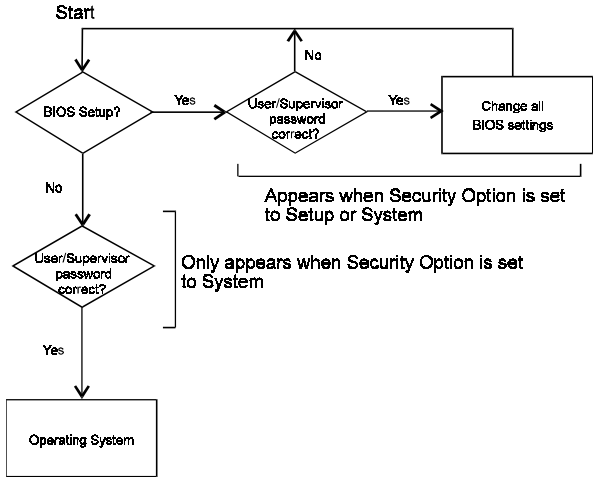 Start
No
BIOS Setup?
Yes
User/Supervisor
password
correct?
Yes
Change all
BIOS settings
Appears when Security Option is set
to Setup or System
No
User/Supervisor
password
correct?
Only appears when Security Option is set
to System
Yes
Operating System